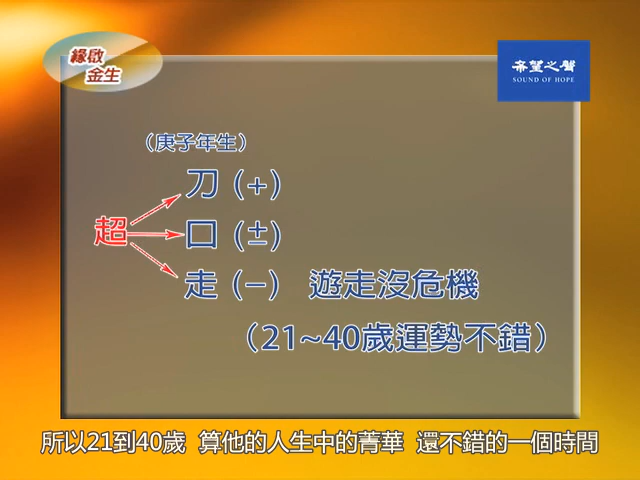 緣啟
金生
希望之聲
SOUND OF HOPE
（庚子年生）
刀 (+)
超 口 (±)
走 (−) 遊走沒危機
（21~40歲運勢不錯）
所以21到40歲 算他的人生中的菁華 還不錯的一個時間